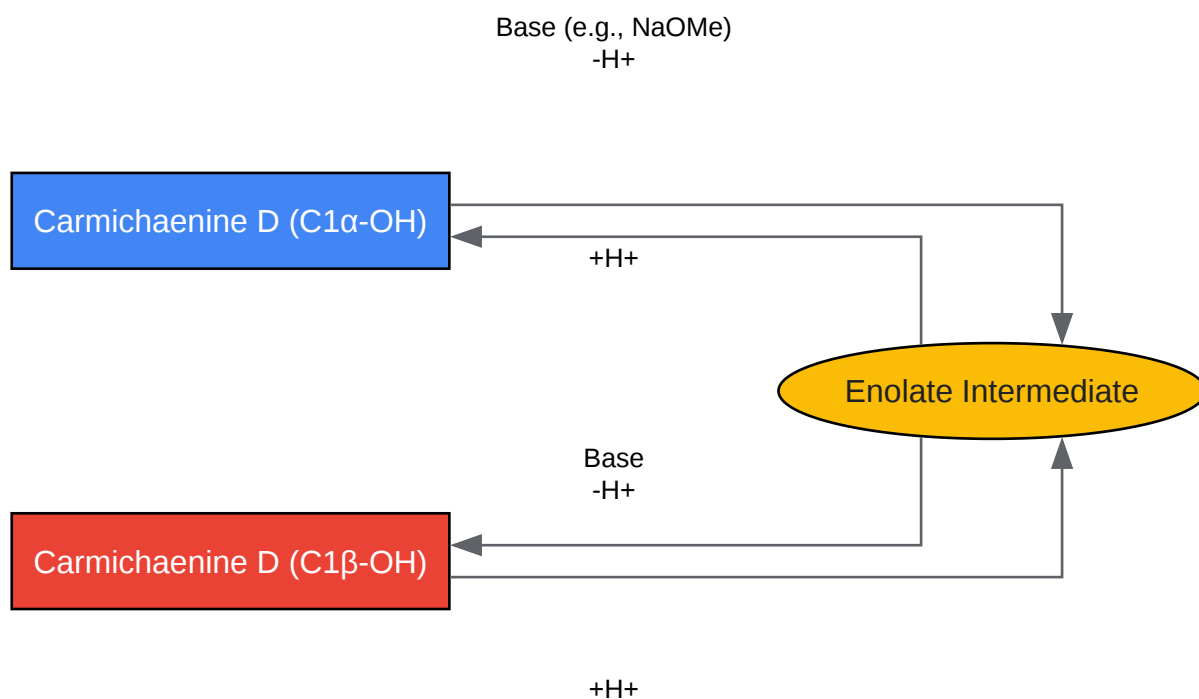 Base (e.g., NaOMe)
-H+
Carmichaenine D (C1α-OH)
+H+
Enolate Intermediate
Base
-H+
Carmichaenine D (C1β-OH)
+H+